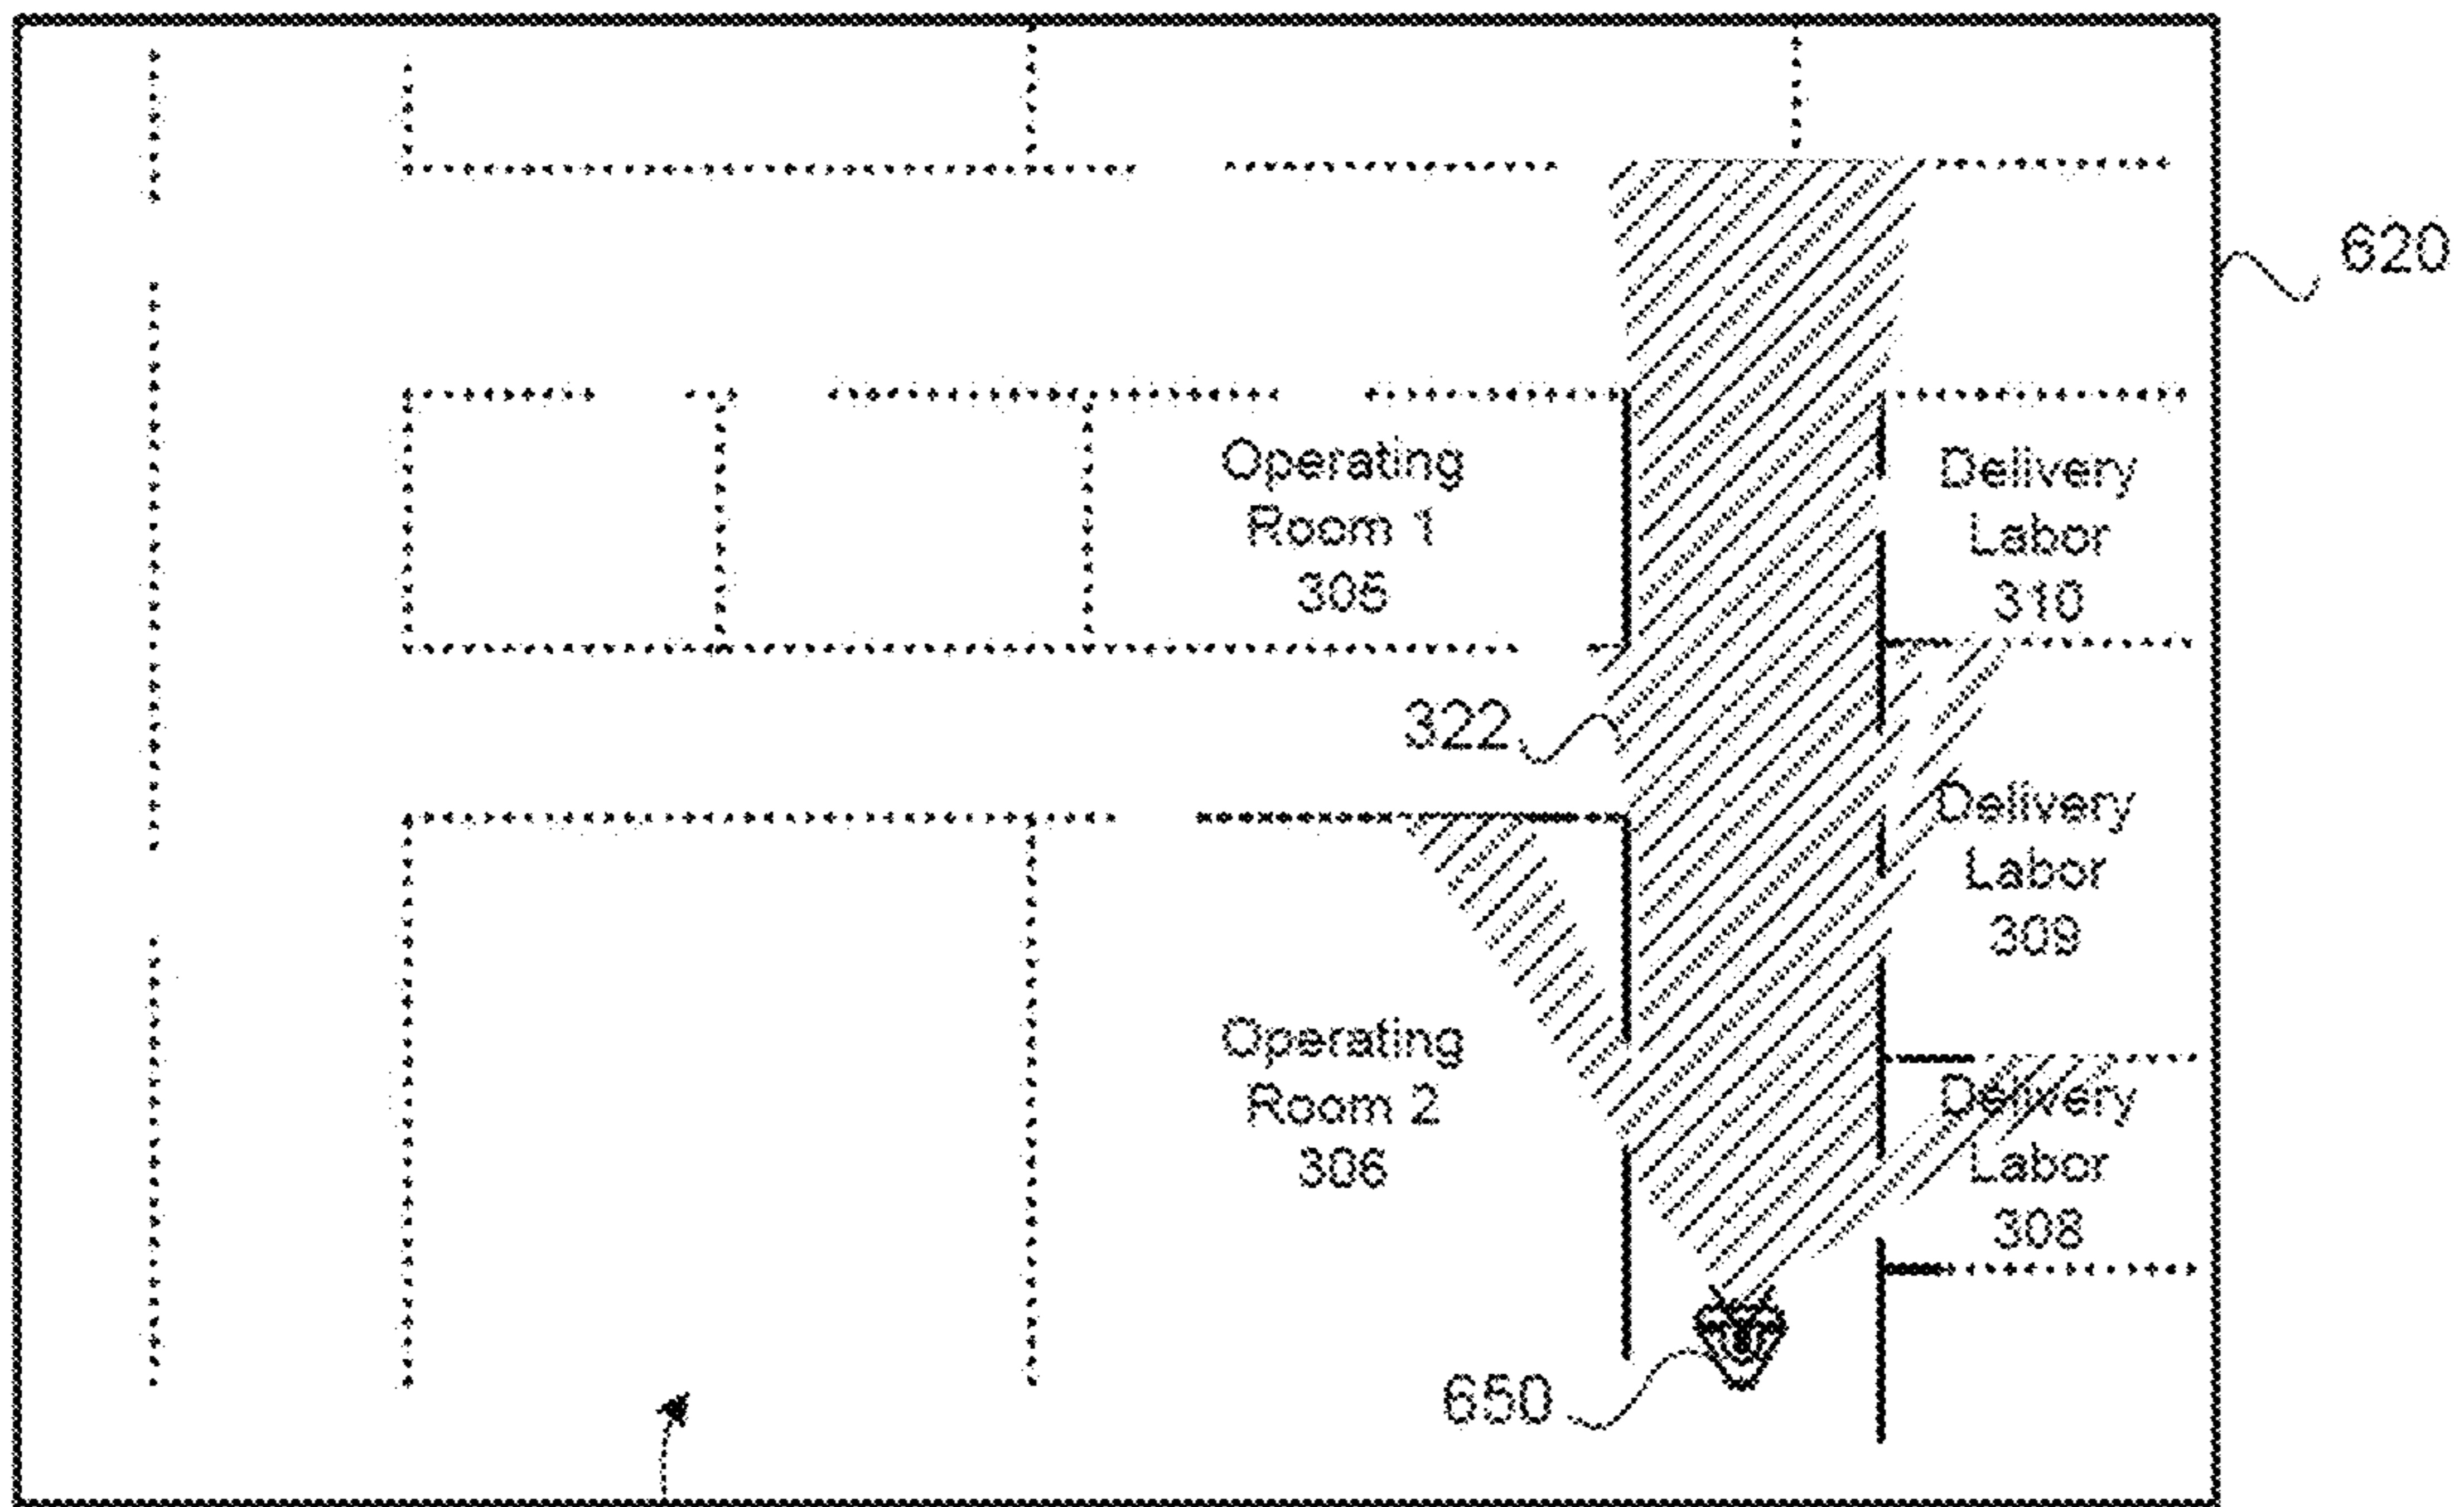 620
Operating
Room 1
305
Delivery
Labor
310
322
Delivery
Labor
309
Operating
Room 2
306
Delivery
Labor
308
650